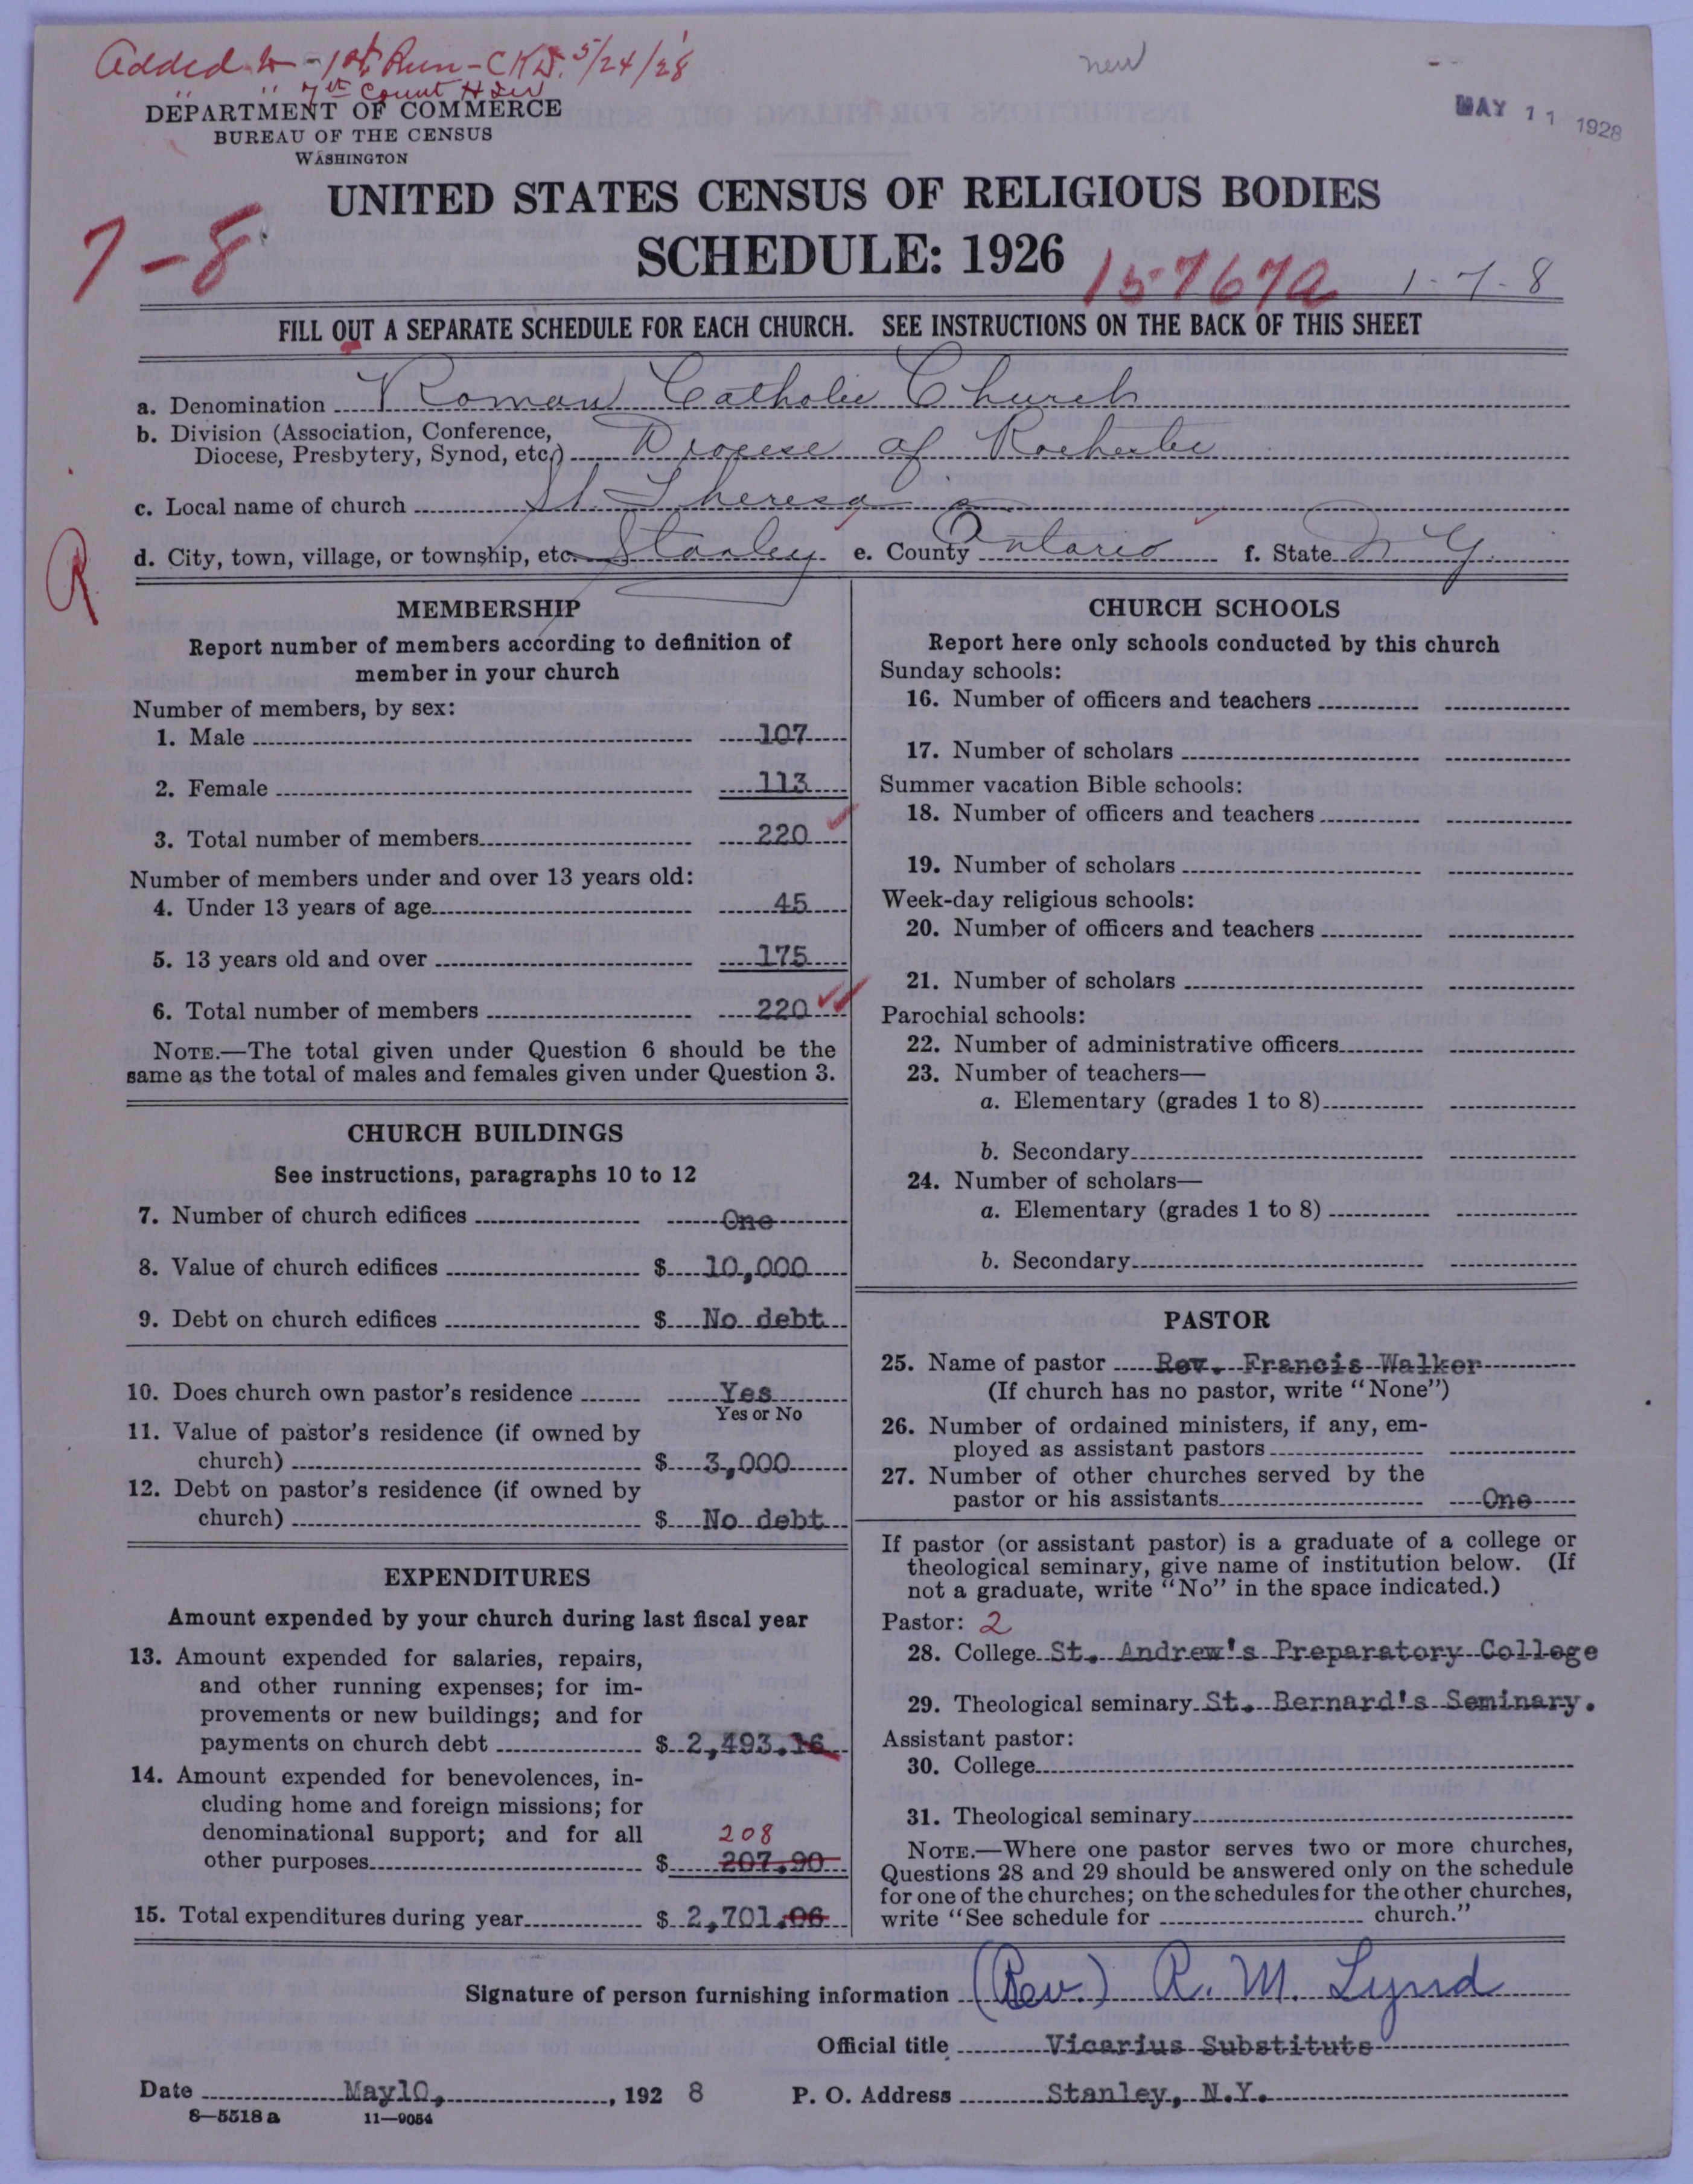 Added to - 1st Run - CKD. 5/24/28
" " 7th Count
new
MAY 11 1928
DEPARTMENT OF COMMERCE
BUREAU OF THE CENSUS
WASHINGTON
UNITED STATES CENSUS OF RELIGIOUS BODIES
7-8
SCHEDULE: 1926
15767a 1-7-8
FILL OUT A SEPARATE SCHEDULE FOR EACH CHURCH. SEE INSTRUCTIONS ON THE BACK OF THIS SHEET
a. Denomination Roman Catholic Church
b. Division (Association, Conference,
Diocese, Presbytery, Synod, etc.) Diocese of Rochester
c. Local name of church St. Theresa
d. City, town, village, or township, etc. Stanley e. County Ontario f. State N Y.
R
MEMBERSHIP
Report number of members according to definition of
member in your church
Number of members, by sex:
1. Male 107
2. Female 113
3. Total number of members 220
Number of members under and over 13 years old:
4. Under 13 years of age 45
5. 13 years old and over 175
6. Total number of members 220
NOTE.—The total given under Question 6 should be the
same as the total of males and females given under Question 3.
CHURCH BUILDINGS
See instructions, paragraphs 10 to 12
7. Number of church edifices One
8. Value of church edifices $ 10,000
9. Debt on church edifices $ No debt
10. Does church own pastor's residence Yes
Yes or No
11. Value of pastor's residence (if owned by
church) $ 3,000
12. Debt on pastor's residence (if owned by
church) $ No debt
EXPENDITURES
Amount expended by your church during last fiscal year
13. Amount expended for salaries, repairs,
and other running expenses; for im-
provements or new buildings; and for
payments on church debt $ 2,493.16
14. Amount expended for benevolences, in-
cluding home and foreign missions; for
denominational support; and for all 208
other purposes $ 207.90
15. Total expenditures during year $ 2,701.06
CHURCH SCHOOLS
Report here only schools conducted by this church
Sunday schools:
16. Number of officers and teachers
17. Number of scholars
Summer vacation Bible schools:
18. Number of officers and teachers
19. Number of scholars
Week-day religious schools:
20. Number of officers and teachers
21. Number of scholars
Parochial schools:
22. Number of administrative officers
23. Number of teachers—
a. Elementary (grades 1 to 8)
b. Secondary
24. Number of scholars—
a. Elementary (grades 1 to 8)
b. Secondary
PASTOR
25. Name of pastor Rev. Francis Walker
(If church has no pastor, write "None")
26. Number of ordained ministers, if any, em-
ployed as assistant pastors
27. Number of other churches served by the
pastor or his assistants One
If pastor (or assistant pastor) is a graduate of a college or
theological seminary, give name of institution below. (If
not a graduate, write "No" in the space indicated.)
Pastor: 2
28. College St. Andrew's Preparatory College
29. Theological seminary St. Bernard's Seminary.
Assistant pastor:
30. College
31. Theological seminary
NOTE.—Where one pastor serves two or more churches,
Questions 28 and 29 should be answered only on the schedule
for one of the churches; on the schedules for the other churches,
write "See schedule for church."
Signature of person furnishing information (Rev.) R. M. Lynd
Official title Vicarius Substituts
Date May10, 192 8 P. O. Address Stanley, N.Y.
8—5518 a 11—9054